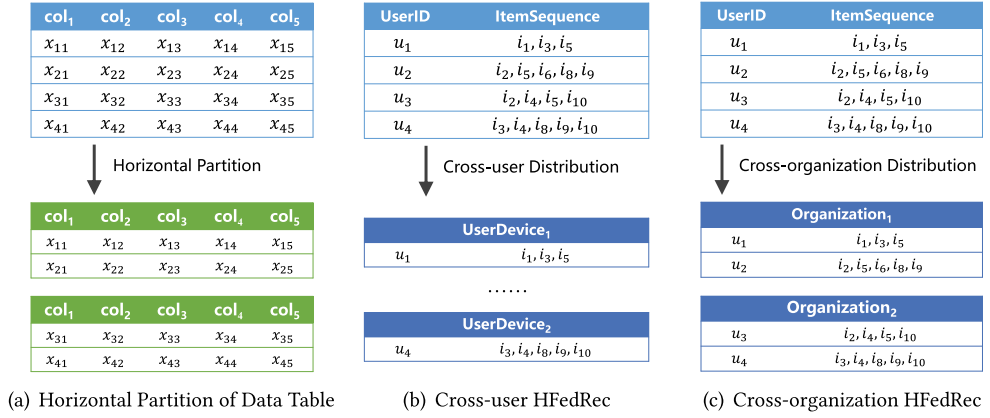 col₁ col₂ col₃ col₄ col₅
x₁₁ x₁₂ x₁₃ x₁₄ x₁₅
x₂₁ x₂₂ x₂₃ x₂₄ x₂₅
x₃₁ x₃₂ x₃₃ x₃₄ x₃₅
x₄₁ x₄₂ x₄₃ x₄₄ x₄₅
Horizontal Partition
col₁ col₂ col₃ col₄ col₅
x₁₁ x₁₂ x₁₃ x₁₄ x₁₅
x₂₁ x₂₂ x₂₃ x₂₄ x₂₅
col₁ col₂ col₃ col₄ col₅
x₃₁ x₃₂ x₃₃ x₃₄ x₃₅
x₄₁ x₄₂ x₄₃ x₄₄ x₄₅
(a) Horizontal Partition of Data Table
UserID ItemSequence
u₁ i₁, i₃, i₅
u₂ i₂, i₅, i₆, i₈, i₉
u₃ i₂, i₄, i₅, i₁₀
u₄ i₃, i₄, i₈, i₉, i₁₀
Cross-user Distribution
UserDevice₁
u₁ i₁, i₃, i₅
......
UserDevice₂
u₄ i₃, i₄, i₈, i₉, i₁₀
(b) Cross-user HFedRec
UserID ItemSequence
u₁ i₁, i₃, i₅
u₂ i₂, i₅, i₆, i₈, i₉
u₃ i₂, i₄, i₅, i₁₀
u₄ i₃, i₄, i₈, i₉, i₁₀
Cross-organization Distribution
Organization₁
u₁ i₁, i₃, i₅
u₂ i₂, i₅, i₆, i₈, i₉
Organization₂
u₃ i₂, i₄, i₅, i₁₀
u₄ i₃, i₄, i₈, i₉, i₁₀
(c) Cross-organization HFedRec